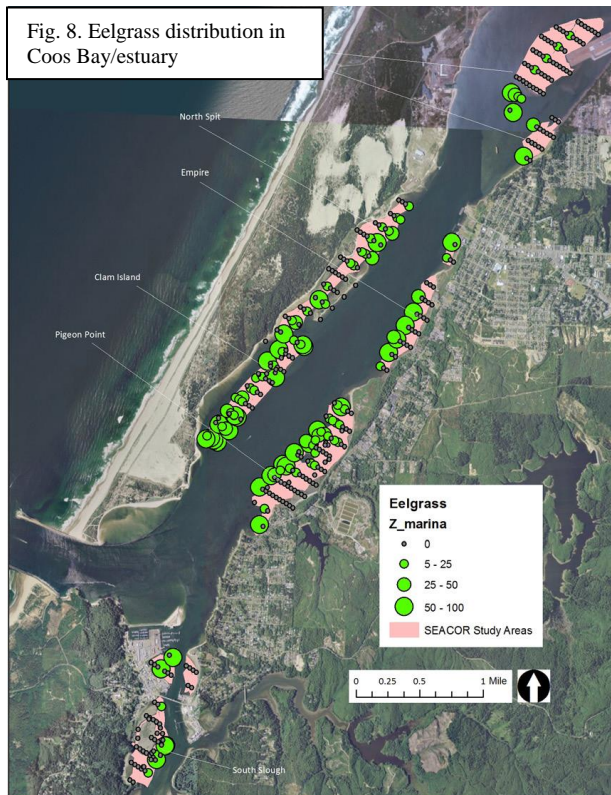 Fig. 8. Eelgrass distribution in
Coos Bay/estuary
North Spit
Empire
Clam Island
Pigeon Point
Eelgrass
Z_marina
0
5 - 25
25 - 50
50 - 100
SEACOR Study Areas
0 0.25 0.5 1 Mile
South Slough